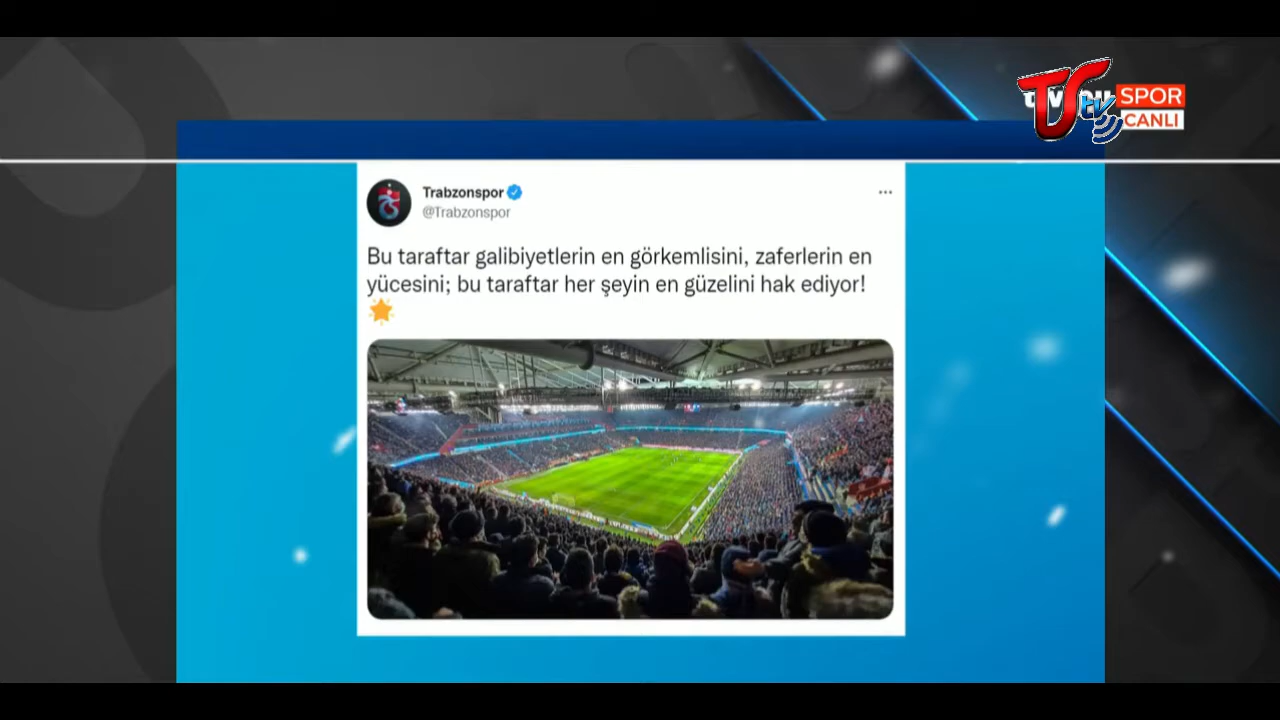 SPOR
CANLI
Trabzonspor
@Trabzonspor
Bu taraftar galibiyetlerin en görkemlisini, zaferlerin en
yücesini; bu taraftar her şeyin en güzelini hak ediyor!